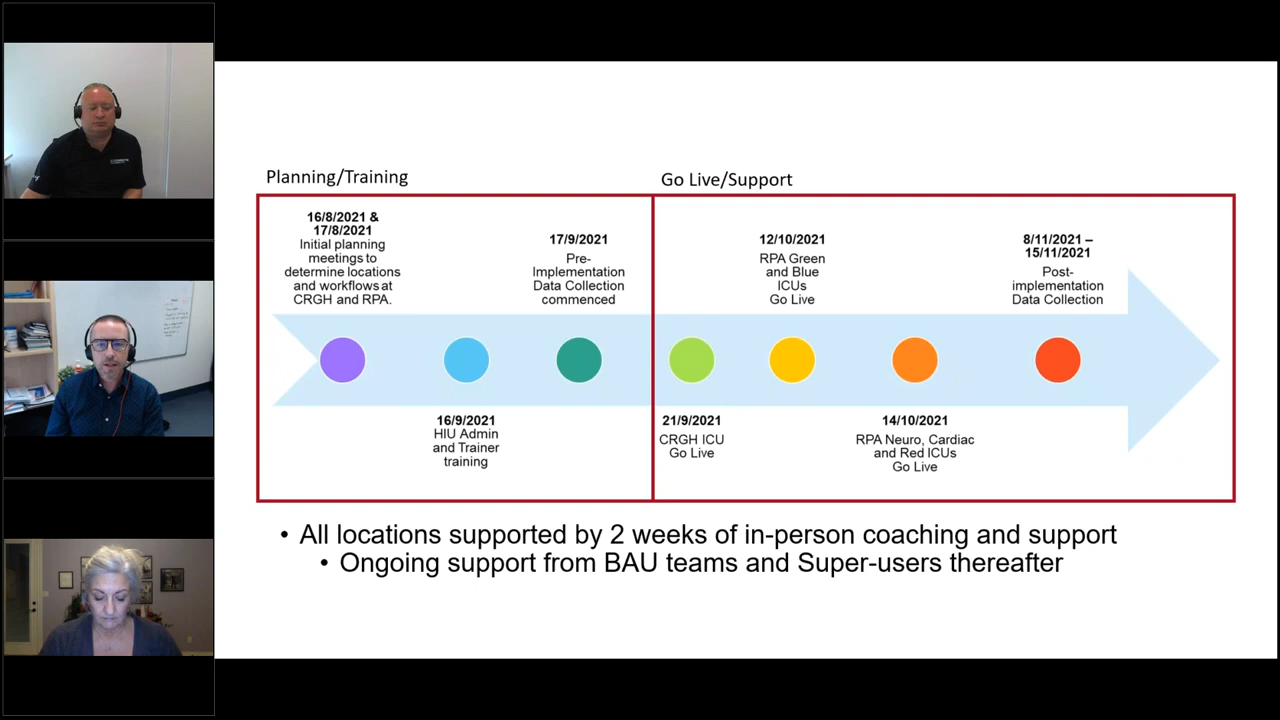 Planning/Training
Go Live/Support
16/8/2021 &
17/8/2021
Initial planning
meetings to
determine locations
and workflows at
CRGH and RPA.
16/9/2021
HIU Admin
and Trainer
training
17/9/2021
Pre-
Implementation
Data Collection
commenced
21/9/2021
CRGH ICU
Go Live
12/10/2021
RPA Green
and Blue
ICUs
Go Live
14/10/2021
RPA Neuro, Cardiac
and Red ICUs
Go Live
8/11/2021 –
15/11/2021
Post-
implementation
Data Collection
• All locations supported by 2 weeks of in-person coaching and support
• Ongoing support from BAU teams and Super-users thereafter